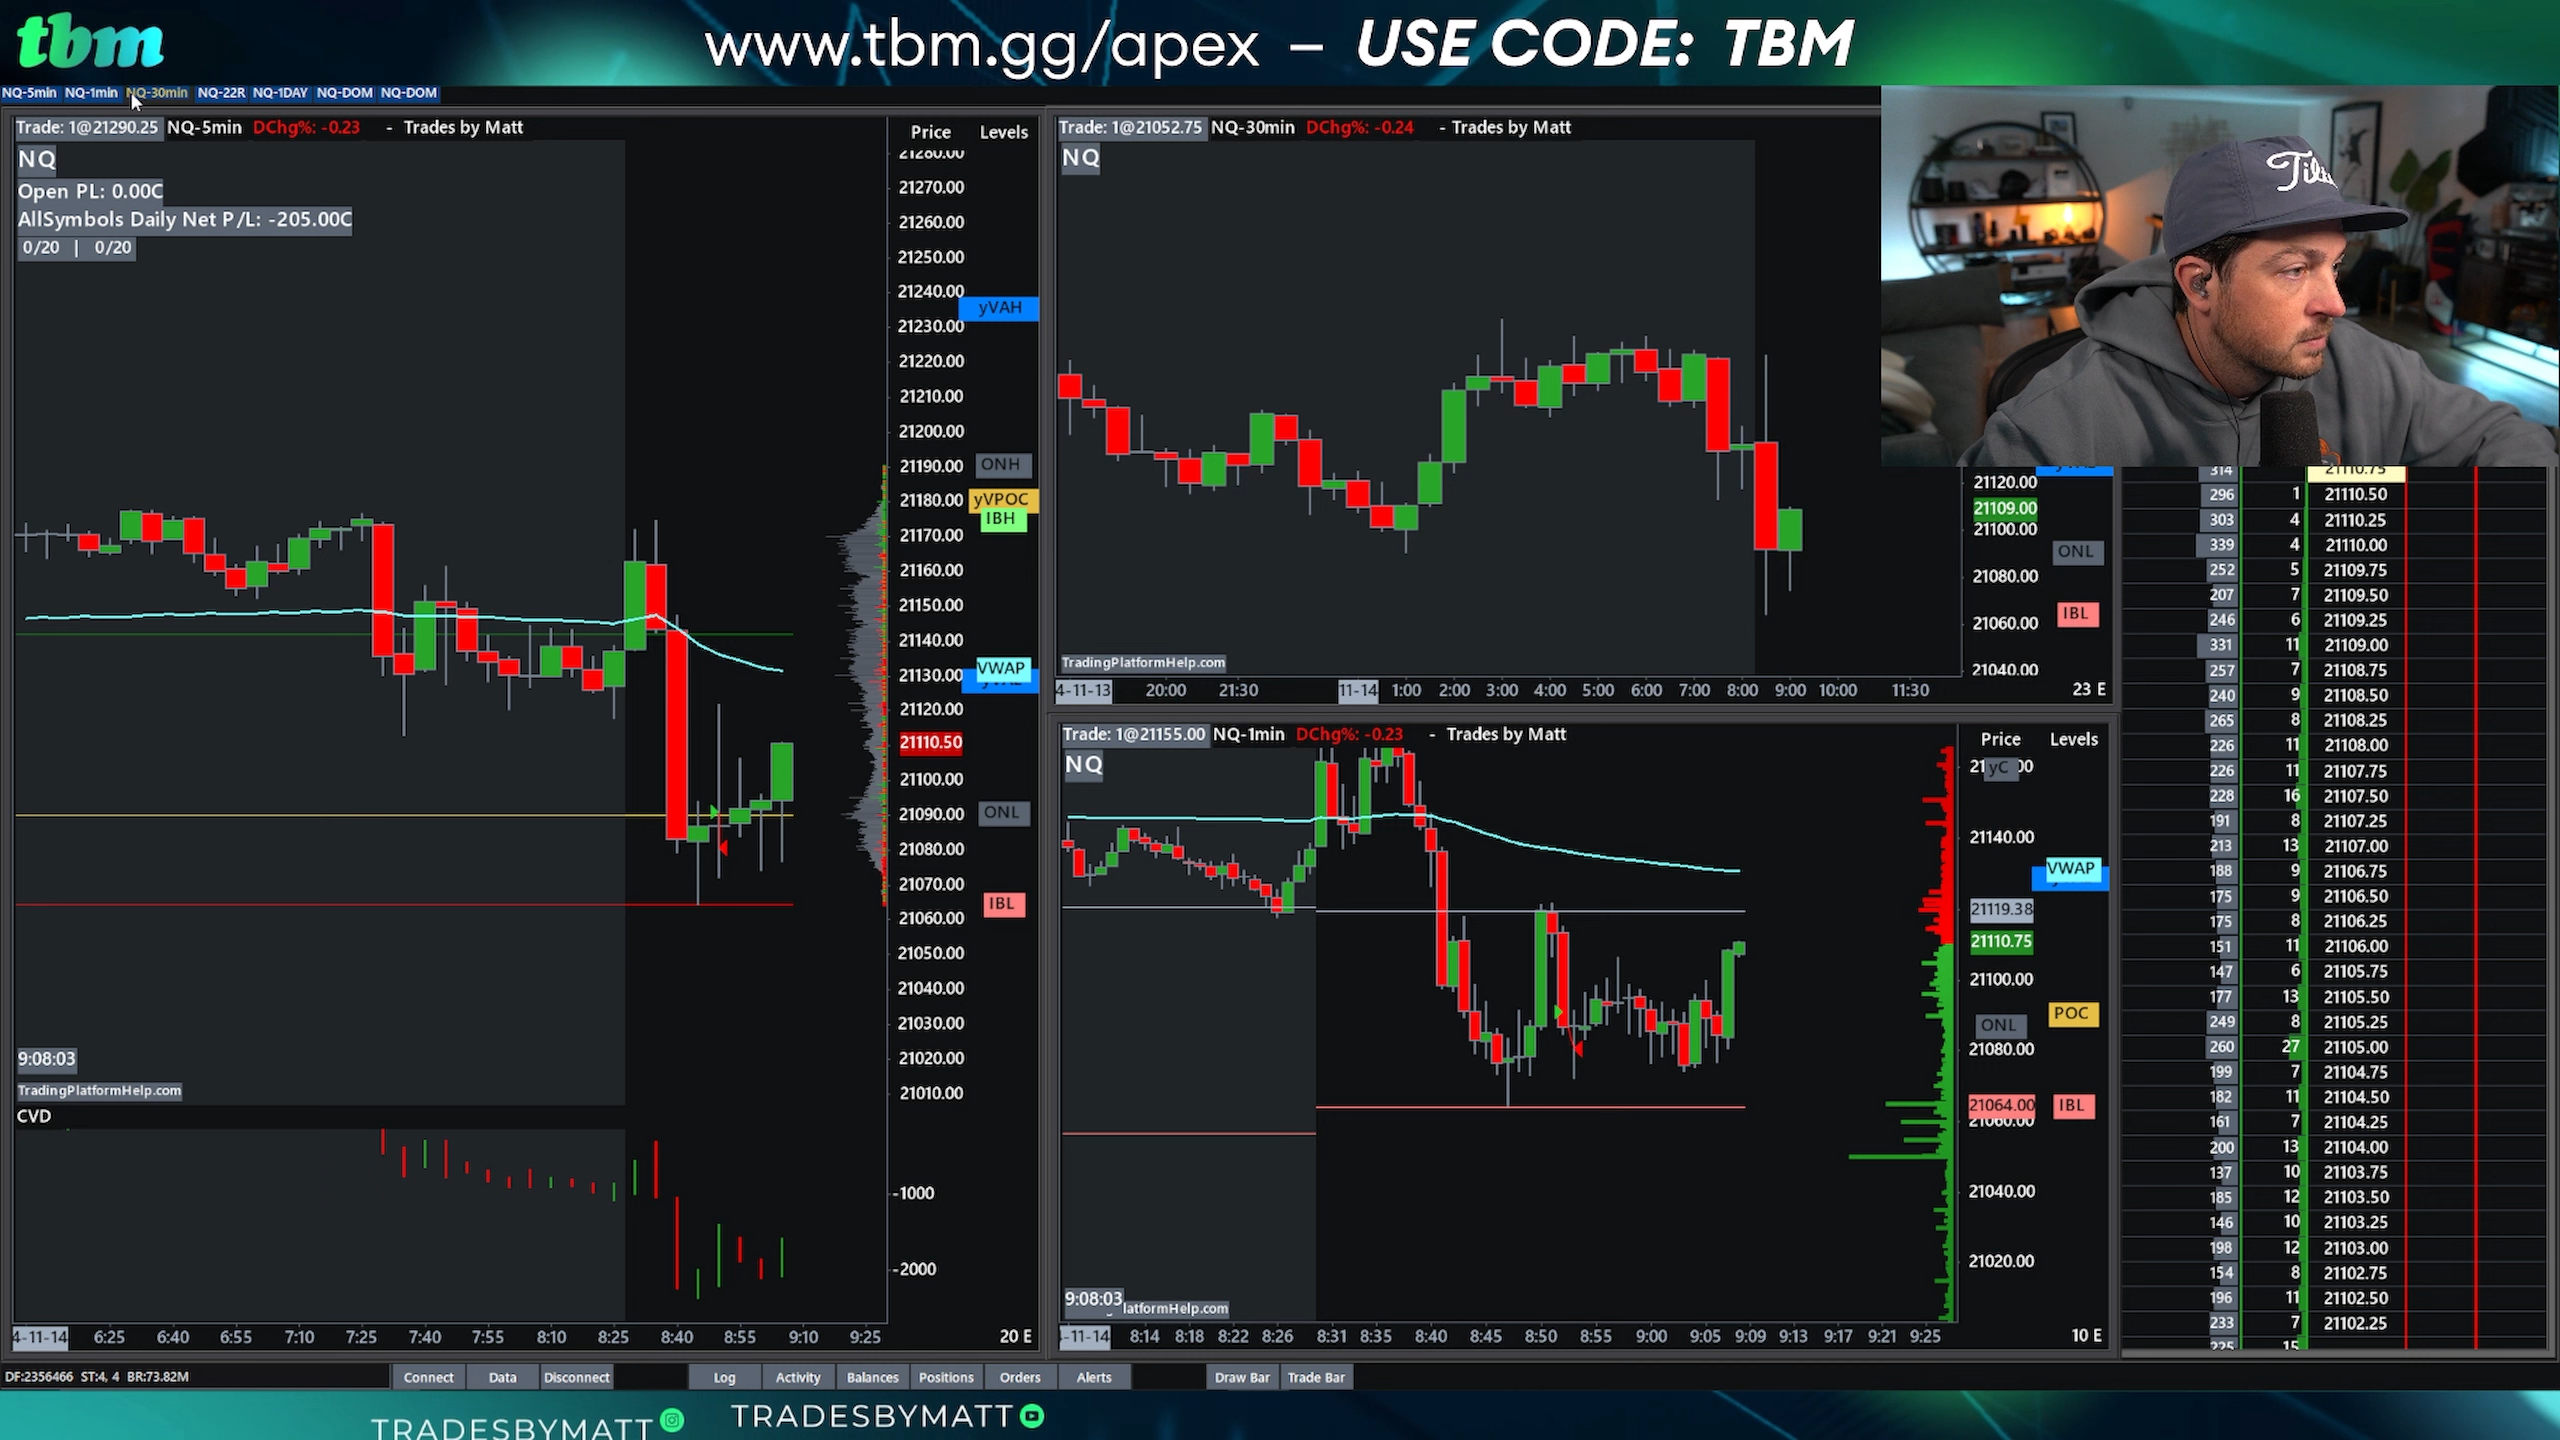 tbm
www.tbm.gg/apex – USE CODE: TBM
NQ-5min NQ-1min NQ-30min NQ-22R NQ-1DAY NQ-DOM NQ-DOM
Trade: 1@21290.25 NQ-5min DChg%: -0.23 - Trades by Matt
NQ
Open PL: 0.00C
AllSymbols Daily Net P/L: -205.00C
0/20 | 0/20
Price Levels
21280.00
21270.00
21260.00
21250.00
21240.00
yVAH
21230.00
21220.00
21210.00
21200.00
21190.00 ONH
21180.00 yVPOC
IBH
21170.00
21160.00
21150.00
21140.00
21130.00 VWAP
21120.00
21110.50
21100.00
21090.00 ONL
21080.00
21070.00
21060.00 IBL
21050.00
21040.00
21030.00
21020.00
21010.00
9:08:03
TradingPlatformHelp.com
CVD
-1000
-2000
4-11-14 6:25 6:40 6:55 7:10 7:25 7:40 7:55 8:10 8:25 8:40 8:55 9:10 9:25 20 E
Trade: 1@21052.75 NQ-30min DChg%: -0.24 - Trades by Matt
NQ
21120.00
21109.00
21100.00
ONL
21080.00
IBL
21060.00
21040.00
TradingPlatformHelp.com
4-11-13 20:00 21:30 11-14 1:00 2:00 3:00 4:00 5:00 6:00 7:00 8:00 9:00 10:00 11:30 23 E
Trade: 1@21155.00 NQ-1min DChg%: -0.23 - Trades by Matt
NQ
Price Levels
yC
21140.00
VWAP
21119.38
21110.75
21100.00
POC
ONL
21080.00
21064.00 IBL
21060.00
21040.00
21020.00
9:08:03
latformHelp.com
-11-14 8:14 8:18 8:22 8:26 8:31 8:35 8:40 8:45 8:50 8:55 9:00 9:05 9:09 9:13 9:17 9:21 9:25 10 E
314 21110.75
296 1 21110.50
303 4 21110.25
339 4 21110.00
252 5 21109.75
207 7 21109.50
246 6 21109.25
331 11 21109.00
257 7 21108.75
240 9 21108.50
265 8 21108.25
226 11 21108.00
226 11 21107.75
228 16 21107.50
191 8 21107.25
213 13 21107.00
188 9 21106.75
175 9 21106.50
175 8 21106.25
151 11 21106.00
147 6 21105.75
177 13 21105.50
249 8 21105.25
260 27 21105.00
199 7 21104.75
182 11 21104.50
161 7 21104.25
200 13 21104.00
137 10 21103.75
185 12 21103.50
146 10 21103.25
198 12 21103.00
154 8 21102.75
196 11 21102.50
233 7 21102.25
225 15
DF:2356466 ST:4, 4 BR:73.82M
Connect Data Disconnect Log Activity Balances Positions Orders Alerts Draw Bar Trade Bar
TRADESBYMATT TRADESBYMATT